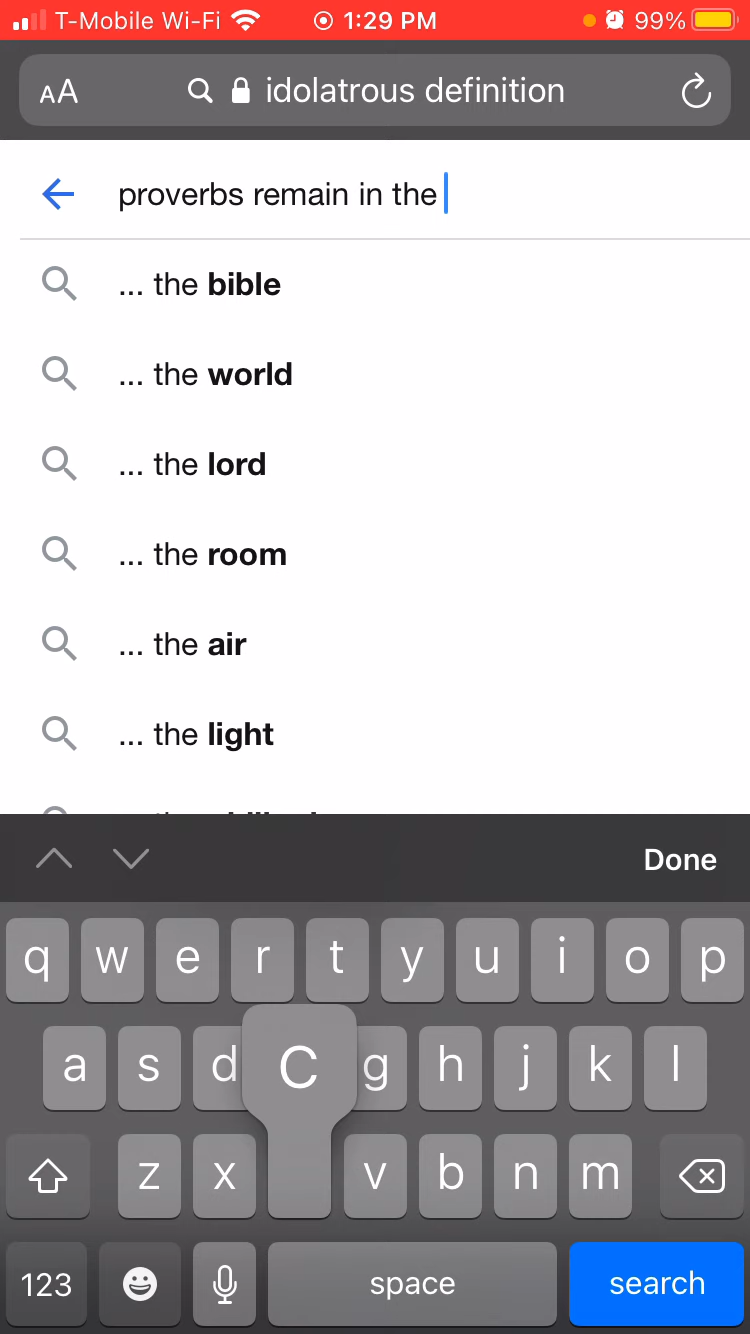 T-Mobile Wi-Fi 1:29 PM 99%
AA idolatrous definition
proverbs remain in the
... the bible
... the world
... the lord
... the room
... the air
... the light
Done
q w e r t y u i o p
a s d C g h j k l
z x v b n m
123 space search